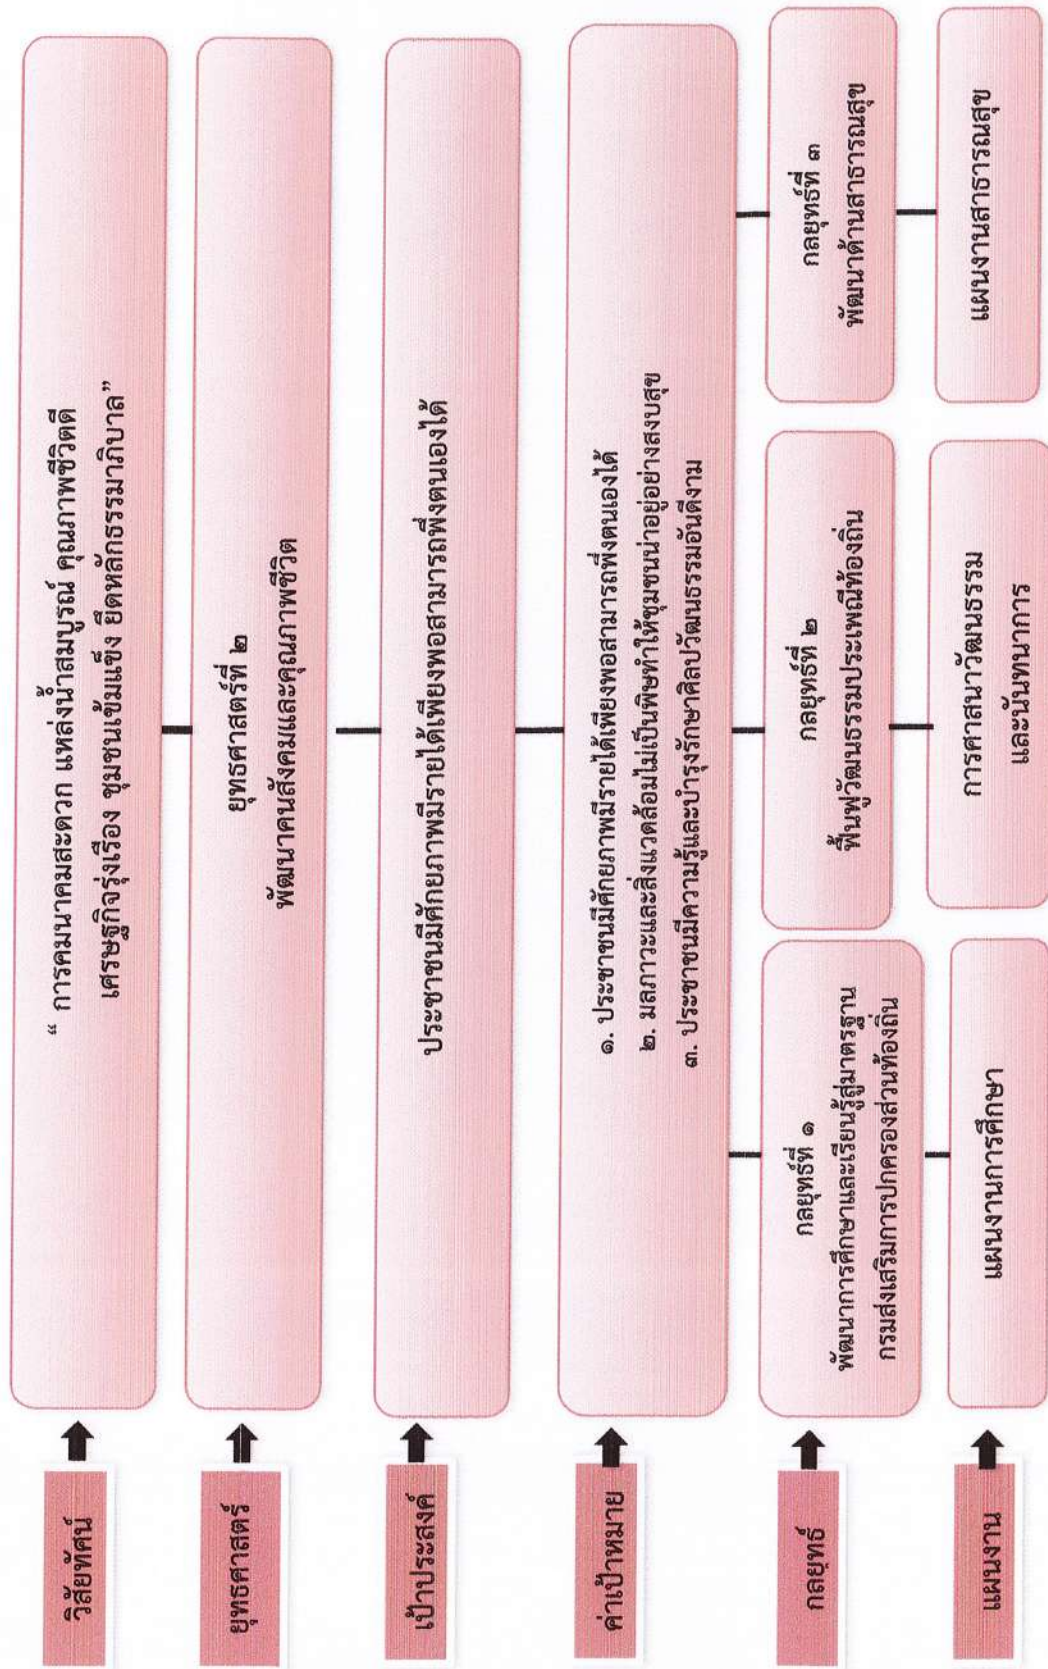 วิสัยทัศน์
“ การคมนาคมสะดวก แหล่งน้ำสมบูรณ์ คุณภาพชีวิตดี
เศรษฐกิจรุ่งเรือง ชุมชนเข้มแข็ง ยึดหลักธรรมาภิบาล”
ยุทธศาสตร์
ยุทธศาสตร์ที่ ๒
พัฒนาคนสังคมและคุณภาพชีวิต
เป้าประสงค์
ประชาชนมีศักยภาพมีรายได้เพียงพอสามารถพึ่งตนเองได้
ค่าเป้าหมาย
๑. ประชาชนมีศักยภาพมีรายได้เพียงพอสามารถพึ่งตนเองได้
๒. มลภาวะและสิ่งแวดล้อมไม่เป็นพิษทำให้ชุมชนน่าอยู่อย่างสงบสุข
๓. ประชาชนมีความรู้และบำรุงรักษาศิลปวัฒนธรรมอันดีงาม
กลยุทธ์
กลยุทธ์ที่ ๑
พัฒนาการศึกษาและเรียนรู้สู่มาตรฐาน
กรมส่งเสริมการปกครองส่วนท้องถิ่น
กลยุทธ์ที่ ๒
ฟื้นฟูวัฒนธรรมประเพณีท้องถิ่น
กลยุทธ์ที่ ๓
พัฒนาด้านสาธารณสุข
แผนงาน
แผนงานการศึกษา
การศาสนาวัฒนธรรม
และนันทนาการ
แผนงานสาธารณสุข